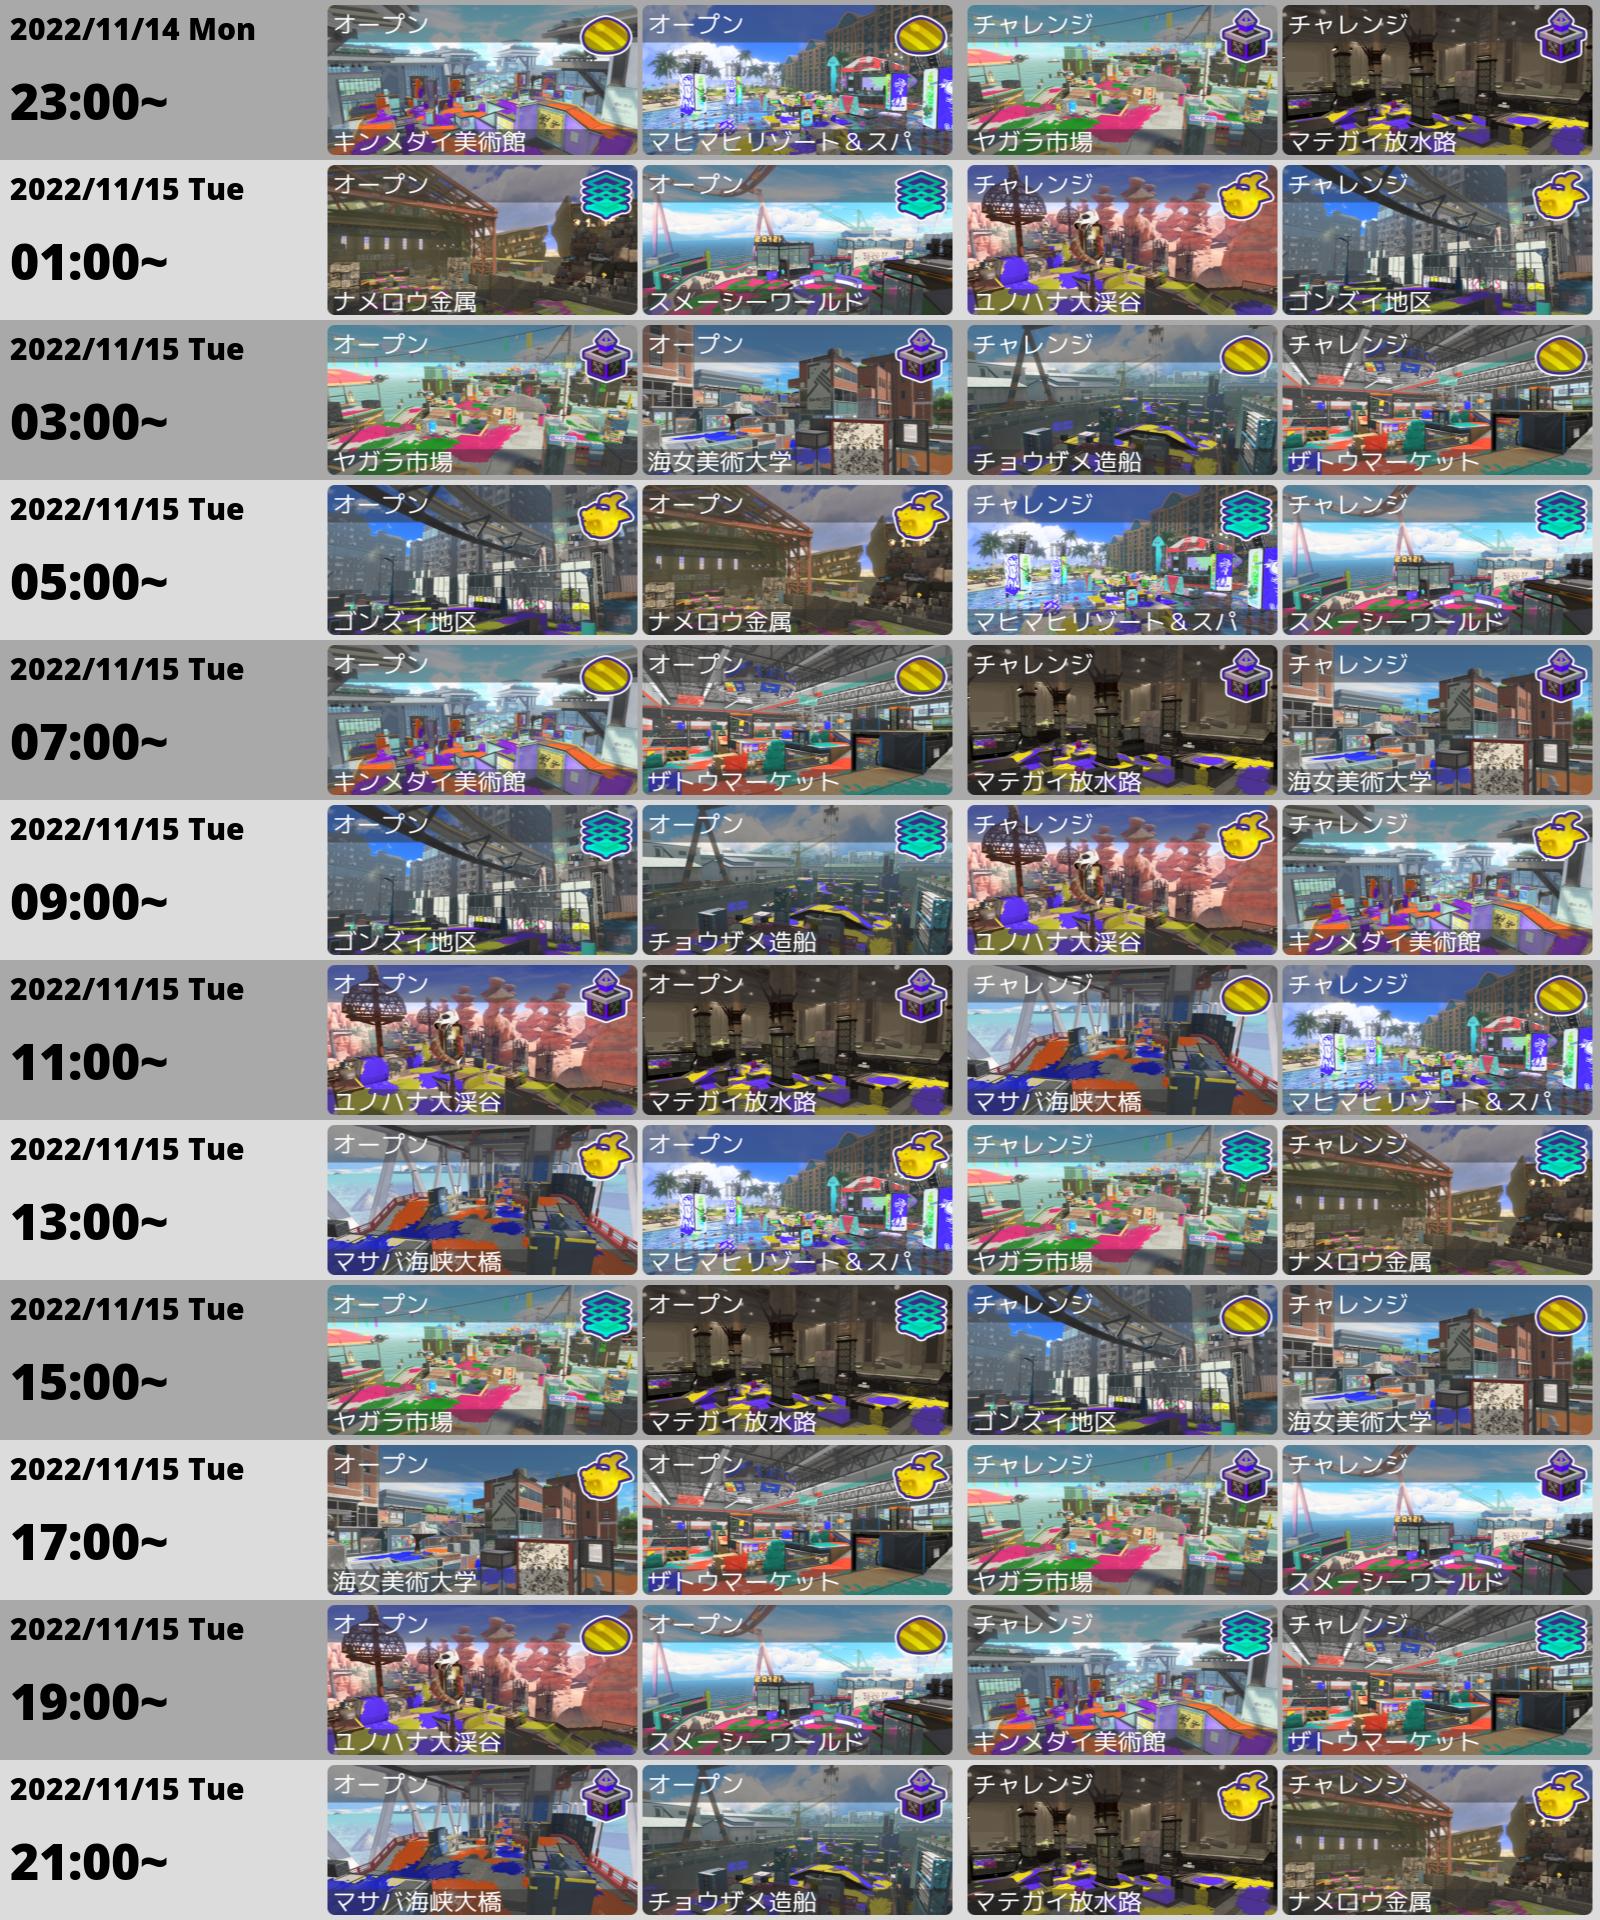 2022/11/14 Mon
23:00~
オープン オープン チャレンジ チャレンジ
キンメダイ美術館 マヒマヒリゾート＆スパ ヤガラ市場 マテガイ放水路
2022/11/15 Tue
01:00~
オープン オープン チャレンジ チャレンジ
ナメロウ金属 スメーシーワールド ユノハナ大渓谷 ゴンズイ地区
2022/11/15 Tue
03:00~
オープン オープン チャレンジ チャレンジ
ヤガラ市場 海女美術大学 チョウザメ造船 ザトウマーケット
2022/11/15 Tue
05:00~
オープン オープン チャレンジ チャレンジ
ゴンズイ地区 ナメロウ金属 マヒマヒリゾート＆スパ スメーシーワールド
2022/11/15 Tue
07:00~
オープン オープン チャレンジ チャレンジ
キンメダイ美術館 ザトウマーケット マテガイ放水路 海女美術大学
2022/11/15 Tue
09:00~
オープン オープン チャレンジ チャレンジ
ゴンズイ地区 チョウザメ造船 ユノハナ大渓谷 キンメダイ美術館
2022/11/15 Tue
11:00~
オープン オープン チャレンジ チャレンジ
ユノハナ大渓谷 マテガイ放水路 マサバ海峡大橋 マヒマヒリゾート＆スパ
2022/11/15 Tue
13:00~
オープン オープン チャレンジ チャレンジ
マサバ海峡大橋 マヒマヒリゾート＆スパ ヤガラ市場 ナメロウ金属
2022/11/15 Tue
15:00~
オープン オープン チャレンジ チャレンジ
ヤガラ市場 マテガイ放水路 ゴンズイ地区 海女美術大学
2022/11/15 Tue
17:00~
オープン オープン チャレンジ チャレンジ
海女美術大学 ザトウマーケット ヤガラ市場 スメーシーワールド
2022/11/15 Tue
19:00~
オープン オープン チャレンジ チャレンジ
ユノハナ大渓谷 スメーシーワールド キンメダイ美術館 ザトウマーケット
2022/11/15 Tue
21:00~
オープン オープン チャレンジ チャレンジ
マサバ海峡大橋 チョウザメ造船 マテガイ放水路 ナメロウ金属